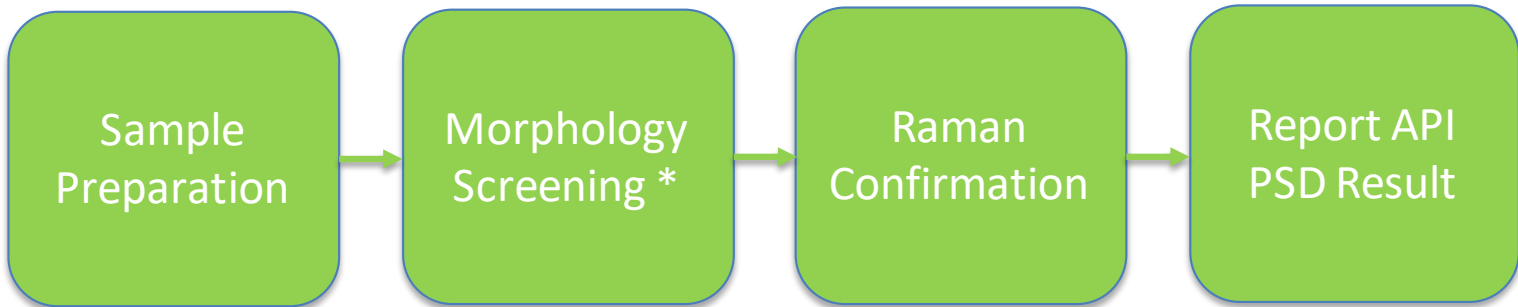 Sample
Preparation
Morphology
Screening *
Raman
Confirmation
Report API
PSD Result